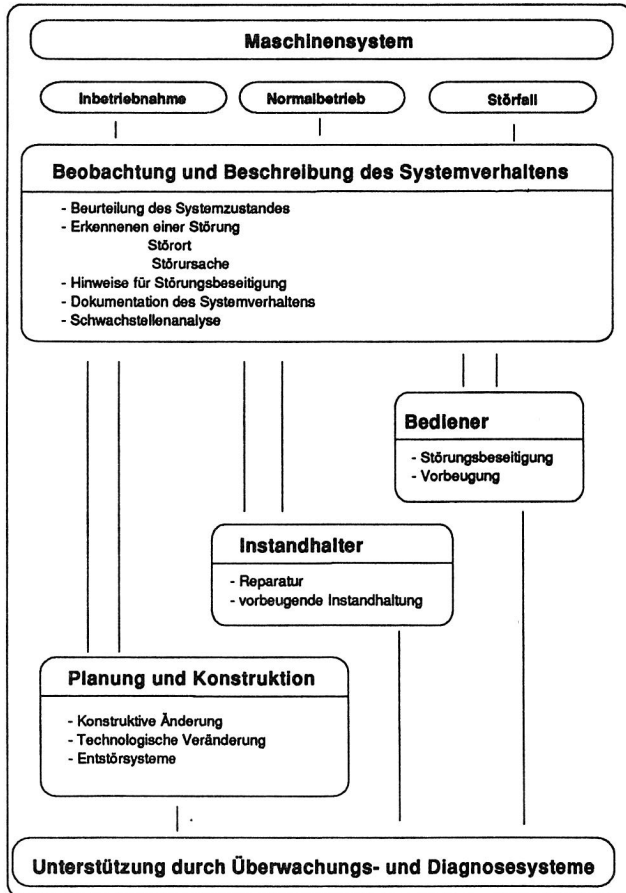 Maschinensystem
Inbetriebnahme
Normalbetrieb
Störfall
Beobachtung und Beschreibung des Systemverhaltens
- Beurteilung des Systemzustandes
- Erkennenen einer Störung
Störort
Störursache
- Hinweise für Störungsbeseitigung
- Dokumentation des Systemverhaltens
- Schwachstellenanalyse
Bediener
- Störungsbeseitigung
- Vorbeugung
Instandhalter
- Reparatur
- vorbeugende Instandhaltung
Planung und Konstruktion
- Konstruktive Änderung
- Technologische Veränderung
- Entstörsysteme
Unterstützung durch Überwachungs- und Diagnosesysteme